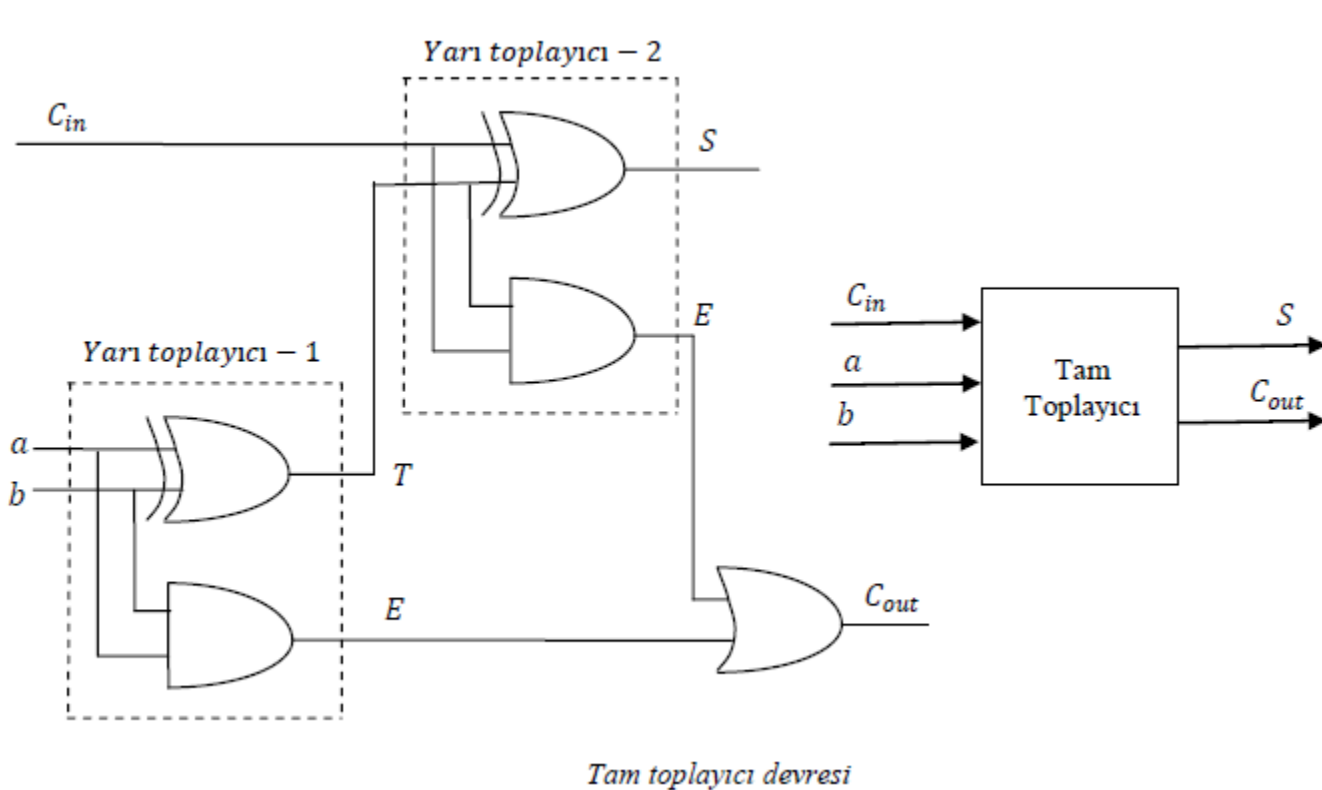 Yarı toplayıcı − 2
C_in
S
E
Yarı toplayıcı − 1
a
b
T
E
C_out
C_in
a
b
Tam
Toplayıcı
S
C_out
Tam toplayıcı devresi